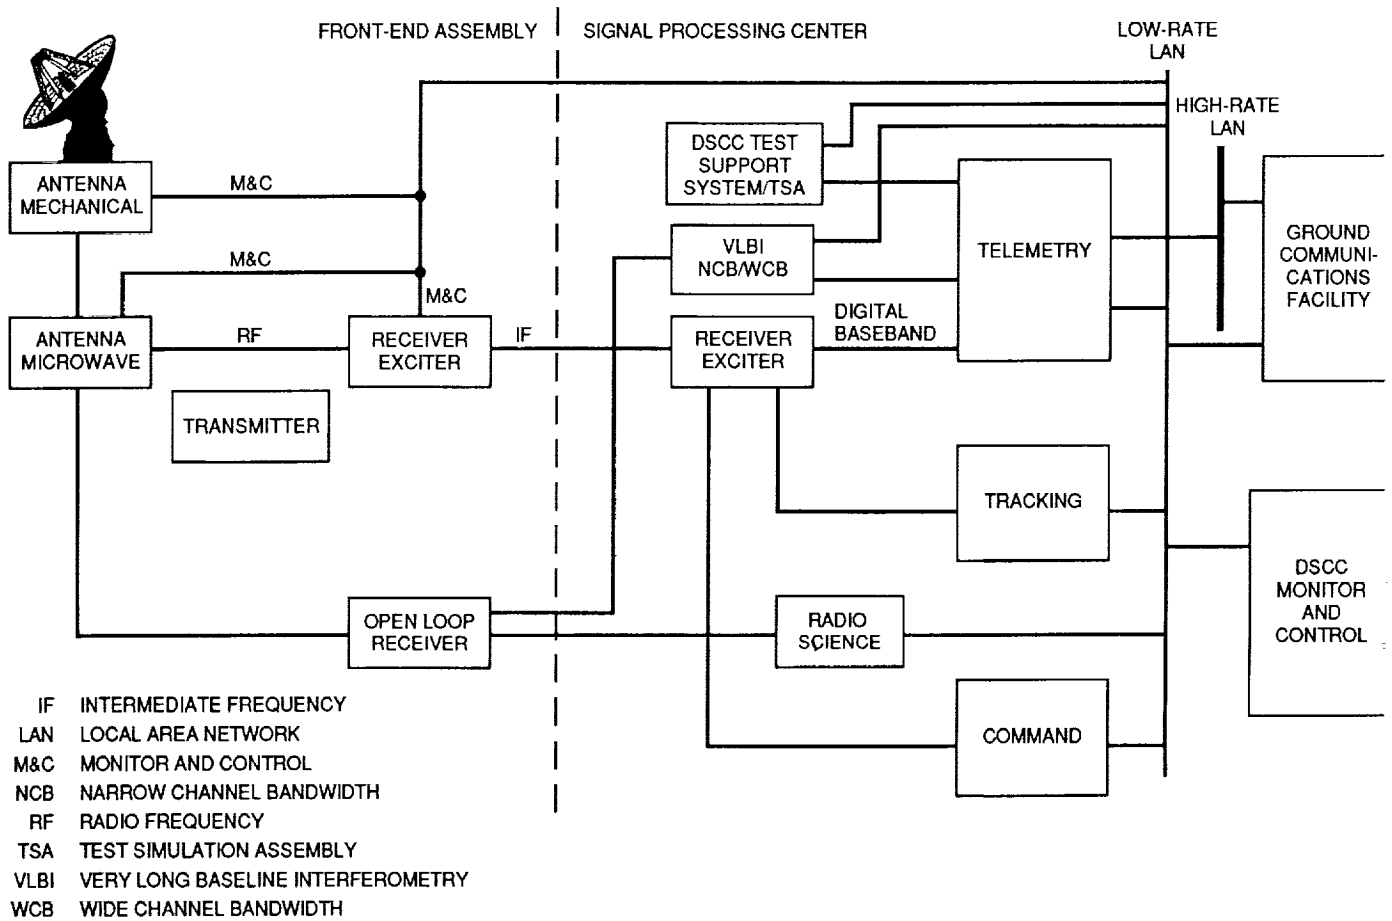 FRONT-END ASSEMBLY
SIGNAL PROCESSING CENTER
LOW-RATE
LAN
HIGH-RATE
LAN
ANTENNA
MECHANICAL
M&C
M&C
M&C
DSCC TEST
SUPPORT
SYSTEM/TSA
VLBI
NCB/WCB
TELEMETRY
GROUND
COMMUNI-
CATIONS
FACILITY
ANTENNA
MICROWAVE
RF
RECEIVER
EXCITER
IF
RECEIVER
EXCITER
DIGITAL
BASEBAND
TRANSMITTER
TRACKING
DSCC
MONITOR
AND
CONTROL
OPEN LOOP
RECEIVER
RADIO
SCIENCE
COMMAND
IF INTERMEDIATE FREQUENCY
LAN LOCAL AREA NETWORK
M&C MONITOR AND CONTROL
NCB NARROW CHANNEL BANDWIDTH
RF RADIO FREQUENCY
TSA TEST SIMULATION ASSEMBLY
VLBI VERY LONG BASELINE INTERFEROMETRY
WCB WIDE CHANNEL BANDWIDTH